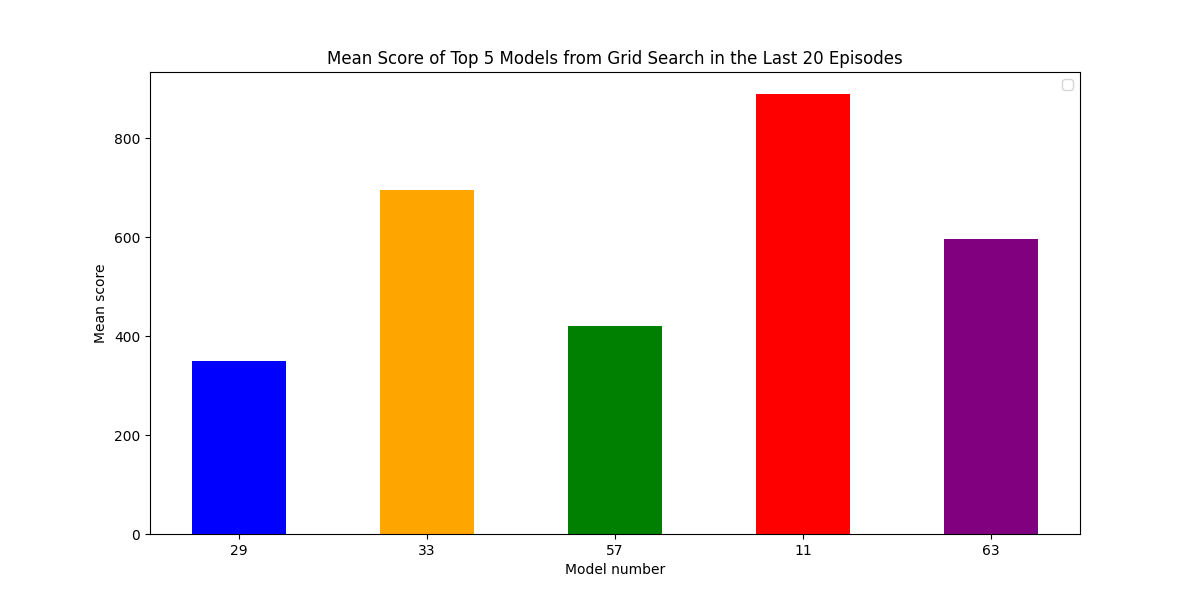 Mean Score of Top 5 Models from Grid Search in the Last 20 Episodes
800
600
400
200
0
Mean score
29 33 57 11 63
Model number